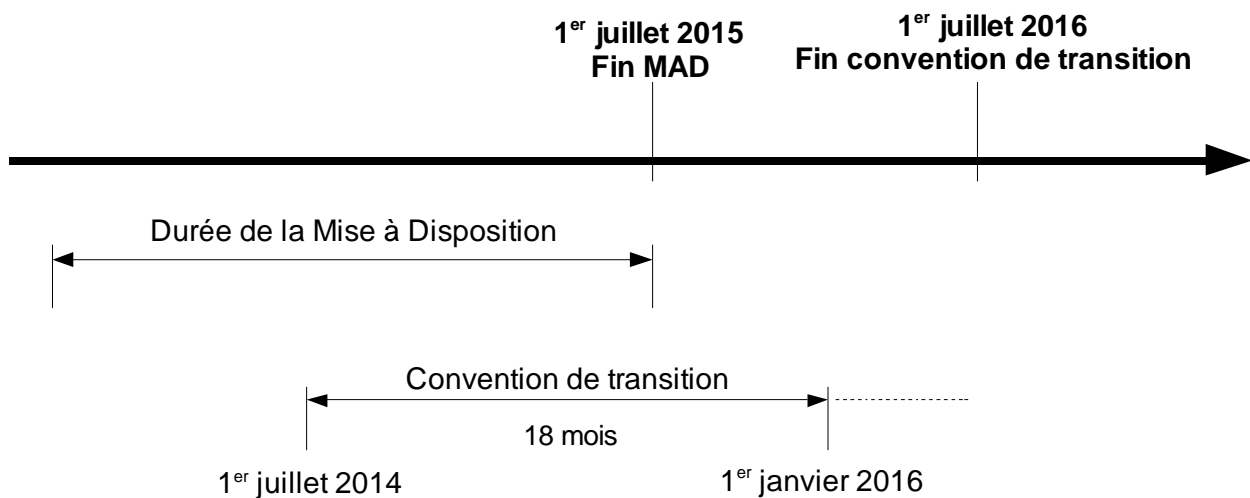 1er juillet 2015
Fin MAD
1er juillet 2016
Fin convention de transition
Durée de la Mise à Disposition
Convention de transition
18 mois
1er juillet 2014
1er janvier 2016